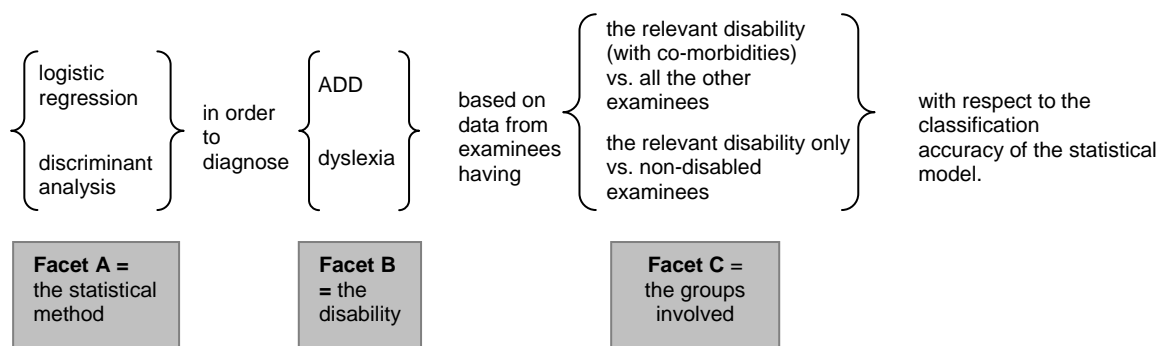 logistic
regression
discriminant
analysis
in order
to
diagnose
ADD
dyslexia
based on
data from
examinees
having
the relevant disability
(with co-morbidities)
vs. all the other
examinees
the relevant disability only
vs. non-disabled
examinees
with respect to the
classification
accuracy of the statistical
model.
Facet A =
the statistical
method
Facet B
= the
disability
Facet C =
the groups
involved